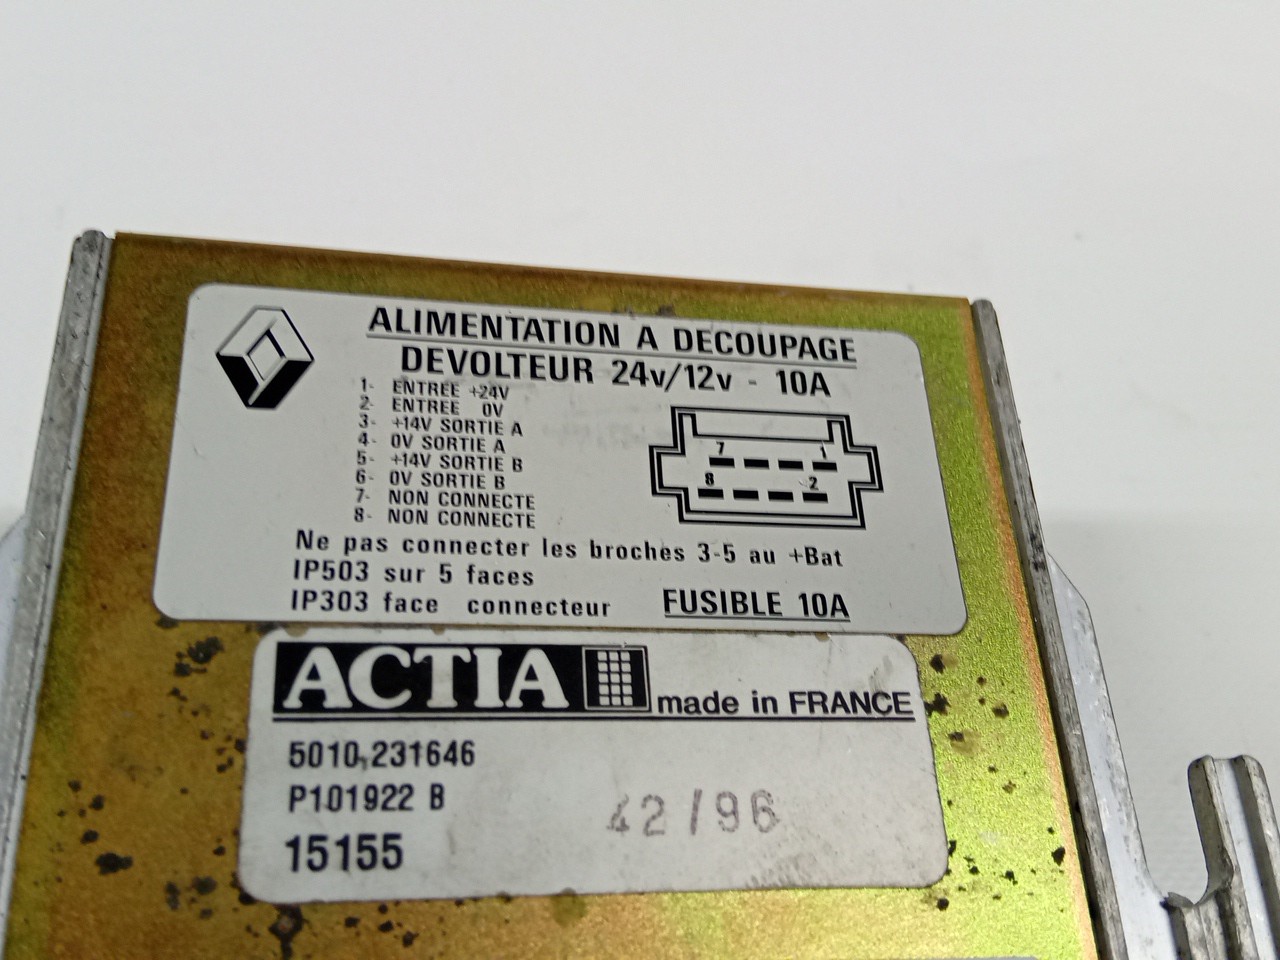 ALIMENTATION A DECOUPAGE
DEVOLTEUR 24v/12v - 10A
1- ENTREE +24V
2- ENTREE 0V
3- +14V SORTIE A
4- 0V SORTIE A
5- +14V SORTIE B
6- 0V SORTIE B
7- NON CONNECTE
8- NON CONNECTE
7 1
8 2
Ne pas connecter les broches 3-5 au +Bat
IP503 sur 5 faces
IP303 face connecteur FUSIBLE 10A
ACTIA made in FRANCE
5010,231646
P101922 B
42/96
15155